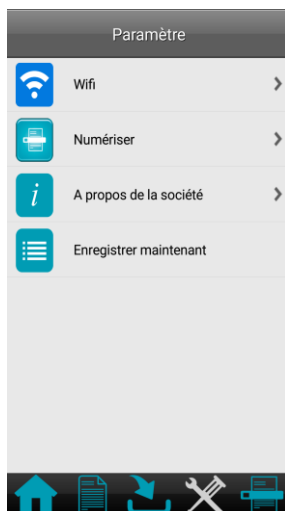 Paramètre
Wifi
Numériser
A propos de la société
Enregistrer maintenant